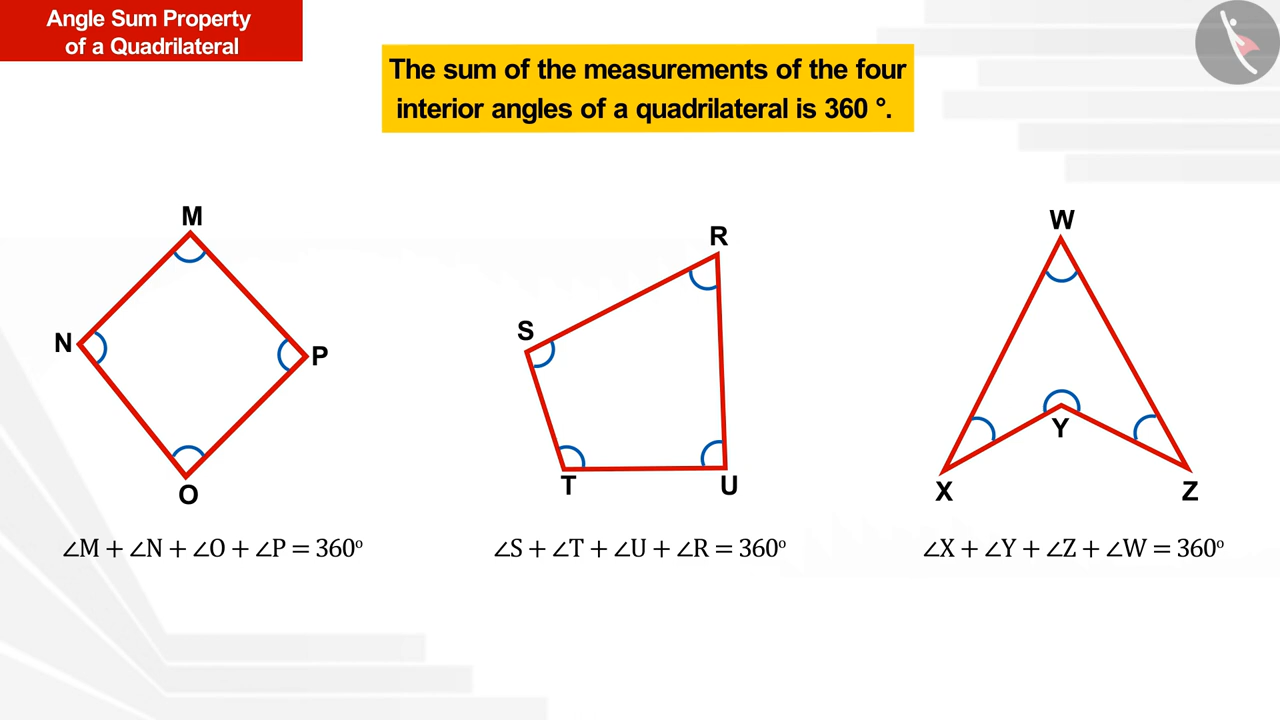 Angle Sum Property
of a Quadrilateral
The sum of the measurements of the four
interior angles of a quadrilateral is 360 °.
M
N
P
O
∠M + ∠N + ∠O + ∠P = 360°
R
S
T
U
∠S + ∠T + ∠U + ∠R = 360°
W
Y
X
Z
∠X + ∠Y + ∠Z + ∠W = 360°